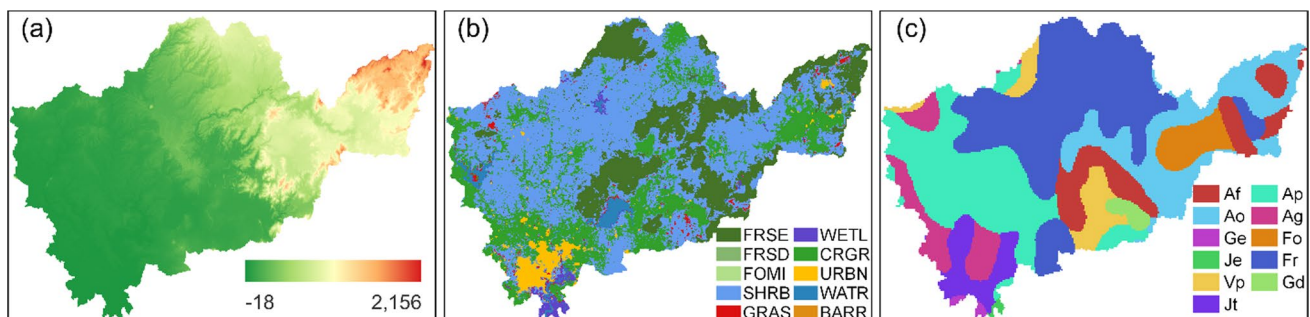 (a)
-18
2,156
(b)
FRSE WETL
FRSD CRGR
FOMI URBN
SHRB WATR
GRAS BARR
(c)
Af Ap
Ao Ag
Ge Fo
Je Fr
Vp Gd
Jt